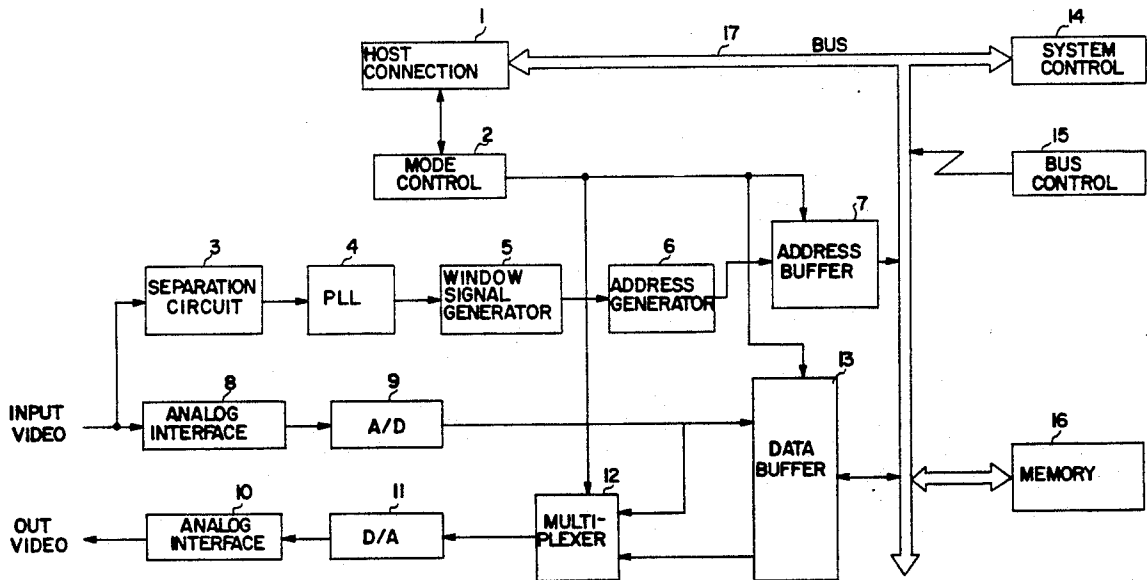 1
HOST
CONNECTION
17
BUS
14
SYSTEM
CONTROL
2
MODE
CONTROL
15
BUS
CONTROL
3
SEPARATION
CIRCUIT
4
PLL
5
WINDOW
SIGNAL
GENERATOR
6
ADDRESS
GENERATOR
7
ADDRESS
BUFFER
INPUT
VIDEO
8
ANALOG
INTERFACE
9
A/D
13
DATA
BUFFER
16
MEMORY
OUT
VIDEO
10
ANALOG
INTERFACE
11
D/A
12
MULTI-
PLEXER